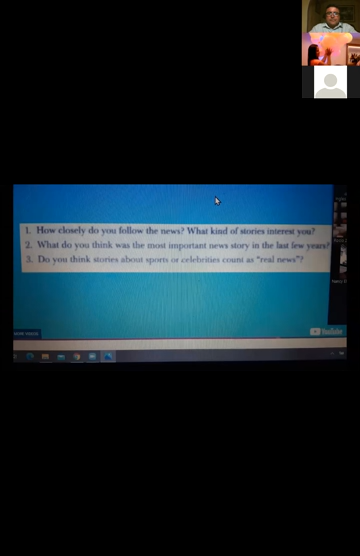 1. How closely do you follow the news? What kind of stories interest you?
2. What do you think was the most important news story in the last few years?
3. Do you think stories about sports or celebrities count as "real news"?
YouTube